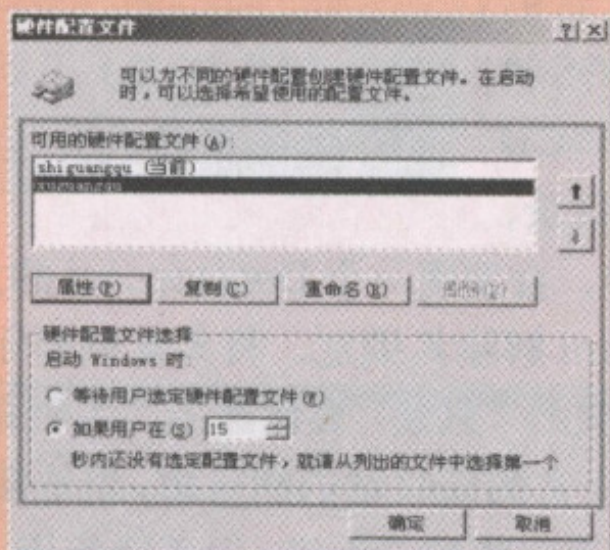 硬件配置文件
可以为不同的硬件配置创建硬件配置文件。在启动
时，可以选择希望使用的配置文件。
可用的硬件配置文件(A):
zhiguangqu (当前)
属性(P) 复制(C) 重命名(R)
硬件配置文件选择
启动 Windows 时:
等待用户选定硬件配置文件(W)
如果用户在(S) 15
秒内还没有选定配置文件，就请从列出的文件中选择第一个
确定 取消